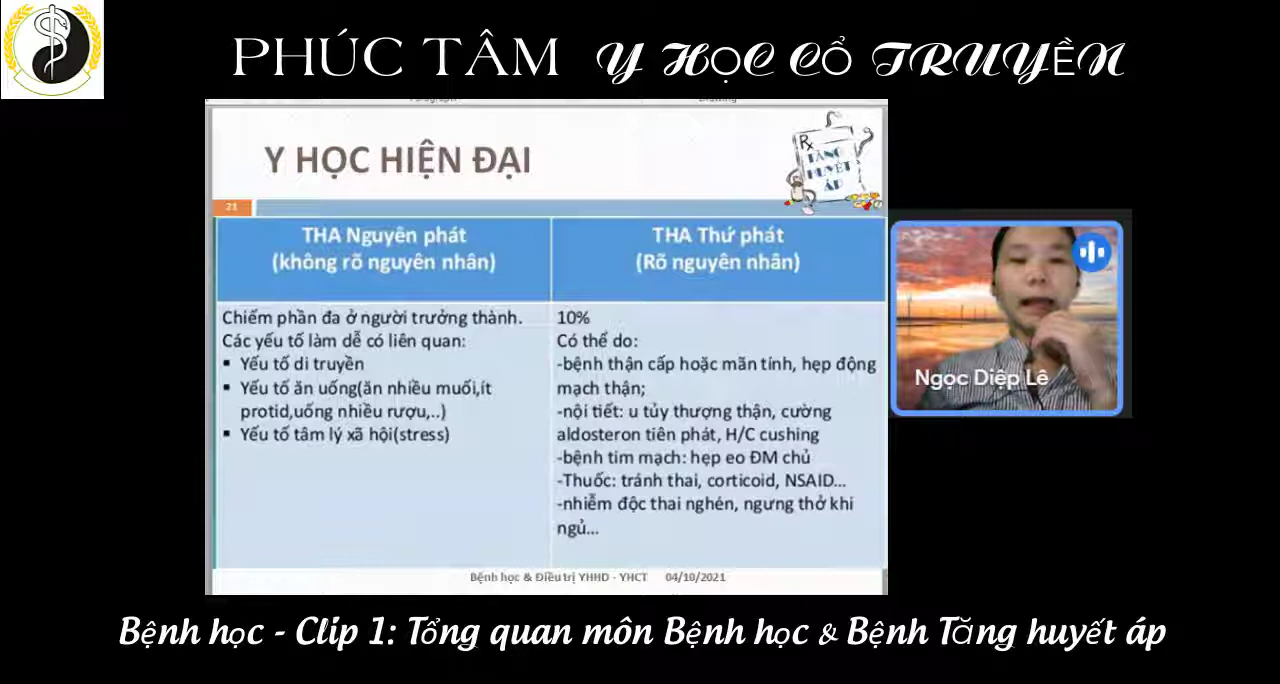 PHÚC TÂM Y HỌC CỔ TRUYỀN
Y HỌC HIỆN ĐẠI
Rx
TĂNG
HUYẾT
ÁP
21
THA Nguyên phát
(không rõ nguyên nhân)
THA Thứ phát
(Rõ nguyên nhân)
Chiếm phần đa ở người trưởng thành.
Các yếu tố làm dễ có liên quan:
▪ Yếu tố di truyền
▪ Yếu tố ăn uống(ăn nhiều muối,ít
protid,uống nhiều rượu,..)
▪ Yếu tố tâm lý xã hội(stress)
10%
Có thể do:
-bệnh thận cấp hoặc mãn tính, hẹp động
mạch thận;
-nội tiết: u tủy thượng thận, cường
aldosteron tiên phát, H/C cushing
-bệnh tim mạch: hẹp eo ĐM chủ
-Thuốc: tránh thai, corticoid, NSAID...
-nhiễm độc thai nghén, ngưng thở khi
ngủ...
Ngọc Diệp Lê
Bệnh học & Điều trị YHHD - YHCT 04/10/2021
Bệnh học - Clip 1: Tổng quan môn Bệnh học & Bệnh Tăng huyết áp